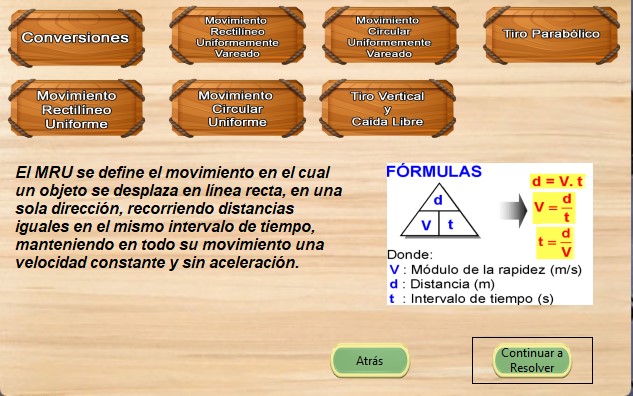 Conversiones
Movimiento
Rectilíneo
Uniformemente
Vareado
Movimiento
Circular
Uniformemente
Vareado
Tiro Parabólico
Movimiento
Rectilíneo
Uniforme
Movimiento
Circular
Uniforme
Tiro Vertical
y
Caida Libre
El MRU se define el movimiento en el cual
un objeto se desplaza en línea recta, en una
sola dirección, recorriendo distancias
iguales en el mismo intervalo de tiempo,
manteniendo en todo su movimiento una
velocidad constante y sin aceleración.
FÓRMULAS
d
V t
d = V. t
V = d/t
t = d/V
Donde:
V : Módulo de la rapidez (m/s)
d : Distancia (m)
t : Intervalo de tiempo (s)
Atrás
Continuar a
Resolver